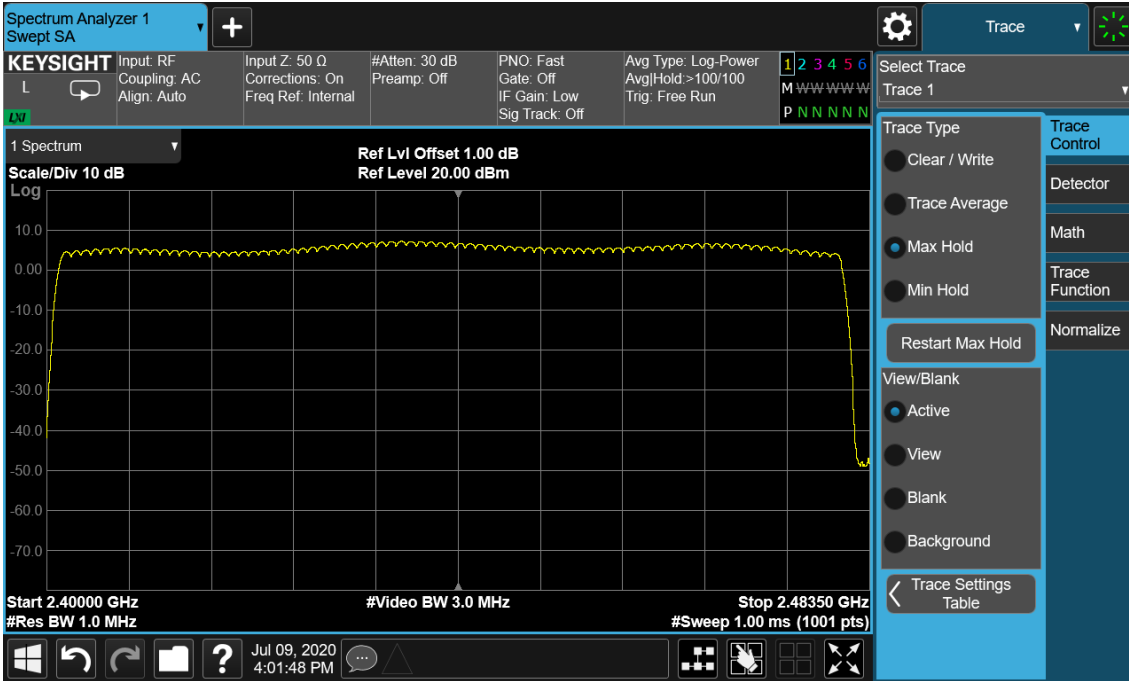 Spectrum Analyzer 1
Swept SA
+
Trace
KEYSIGHT
L
LXI
Input: RF
Coupling: AC
Align: Auto
Input Z: 50 Ω
Corrections: On
Freq Ref: Internal
#Atten: 30 dB
Preamp: Off
PNO: Fast
Gate: Off
IF Gain: Low
Sig Track: Off
Avg Type: Log-Power
Avg|Hold:>100/100
Trig: Free Run
1 2 3 4 5 6
M W W W W W
P N N N N N
Select Trace
Trace 1
1 Spectrum
Scale/Div 10 dB
Log
Ref Lvl Offset 1.00 dB
Ref Level 20.00 dBm
10.0
0.00
-10.0
-20.0
-30.0
-40.0
-50.0
-60.0
-70.0
Start 2.40000 GHz
#Res BW 1.0 MHz
#Video BW 3.0 MHz
Stop 2.48350 GHz
#Sweep 1.00 ms (1001 pts)
Trace Type
Clear / Write
Trace Average
Max Hold
Min Hold
Restart Max Hold
View/Blank
Active
View
Blank
Background
Trace Settings
Table
Trace
Control
Detector
Math
Trace
Function
Normalize
?
Jul 09, 2020
4:01:48 PM